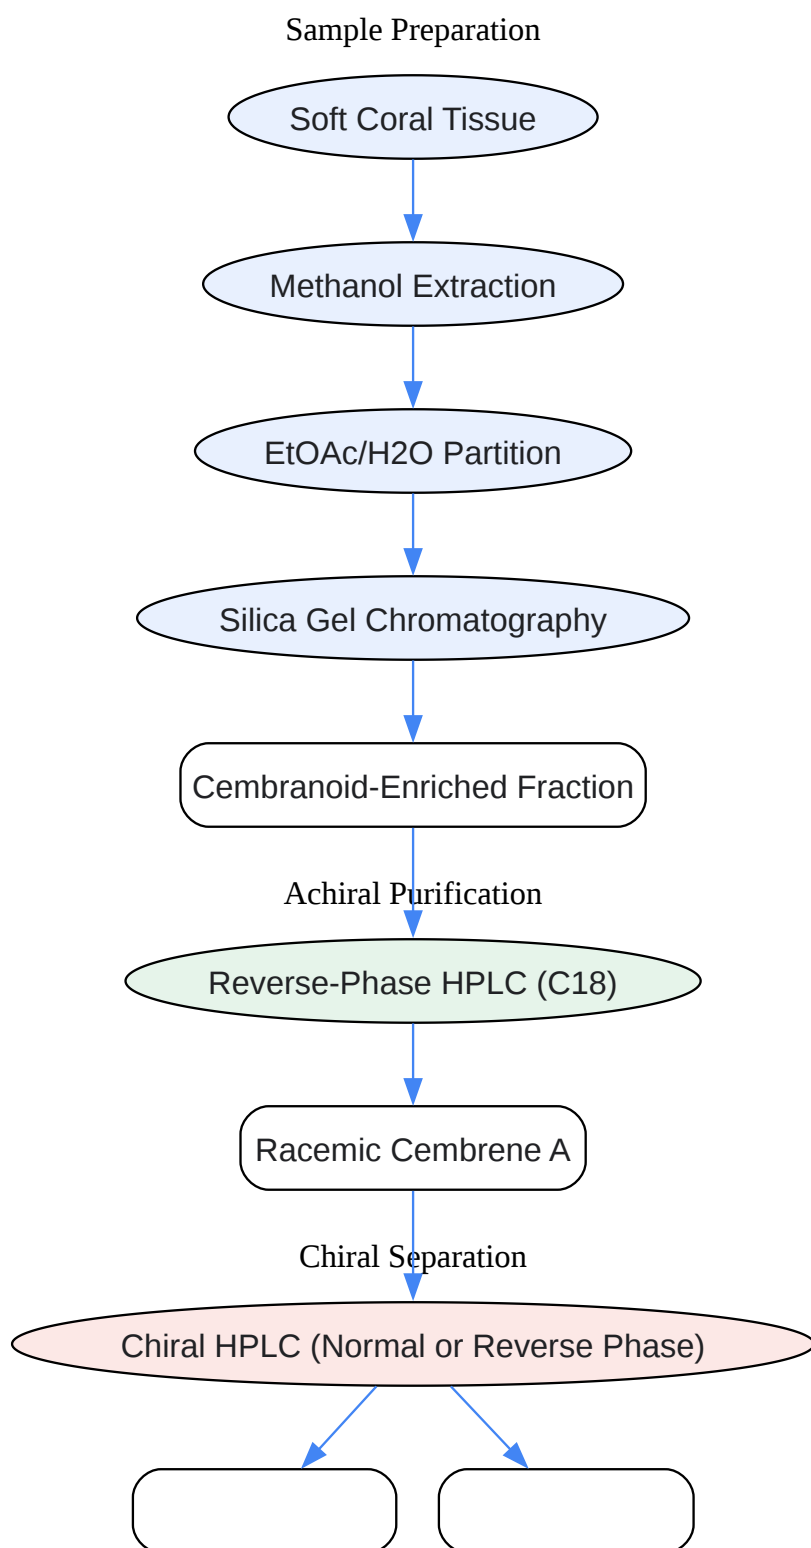 Sample Preparation
Soft Coral Tissue
Methanol Extraction
EtOAc/H2O Partition
Silica Gel Chromatography
Cembranoid-Enriched Fraction
Achiral Purification
Reverse-Phase HPLC (C18)
Racemic Cembrene A
Chiral Separation
Chiral HPLC (Normal or Reverse Phase)